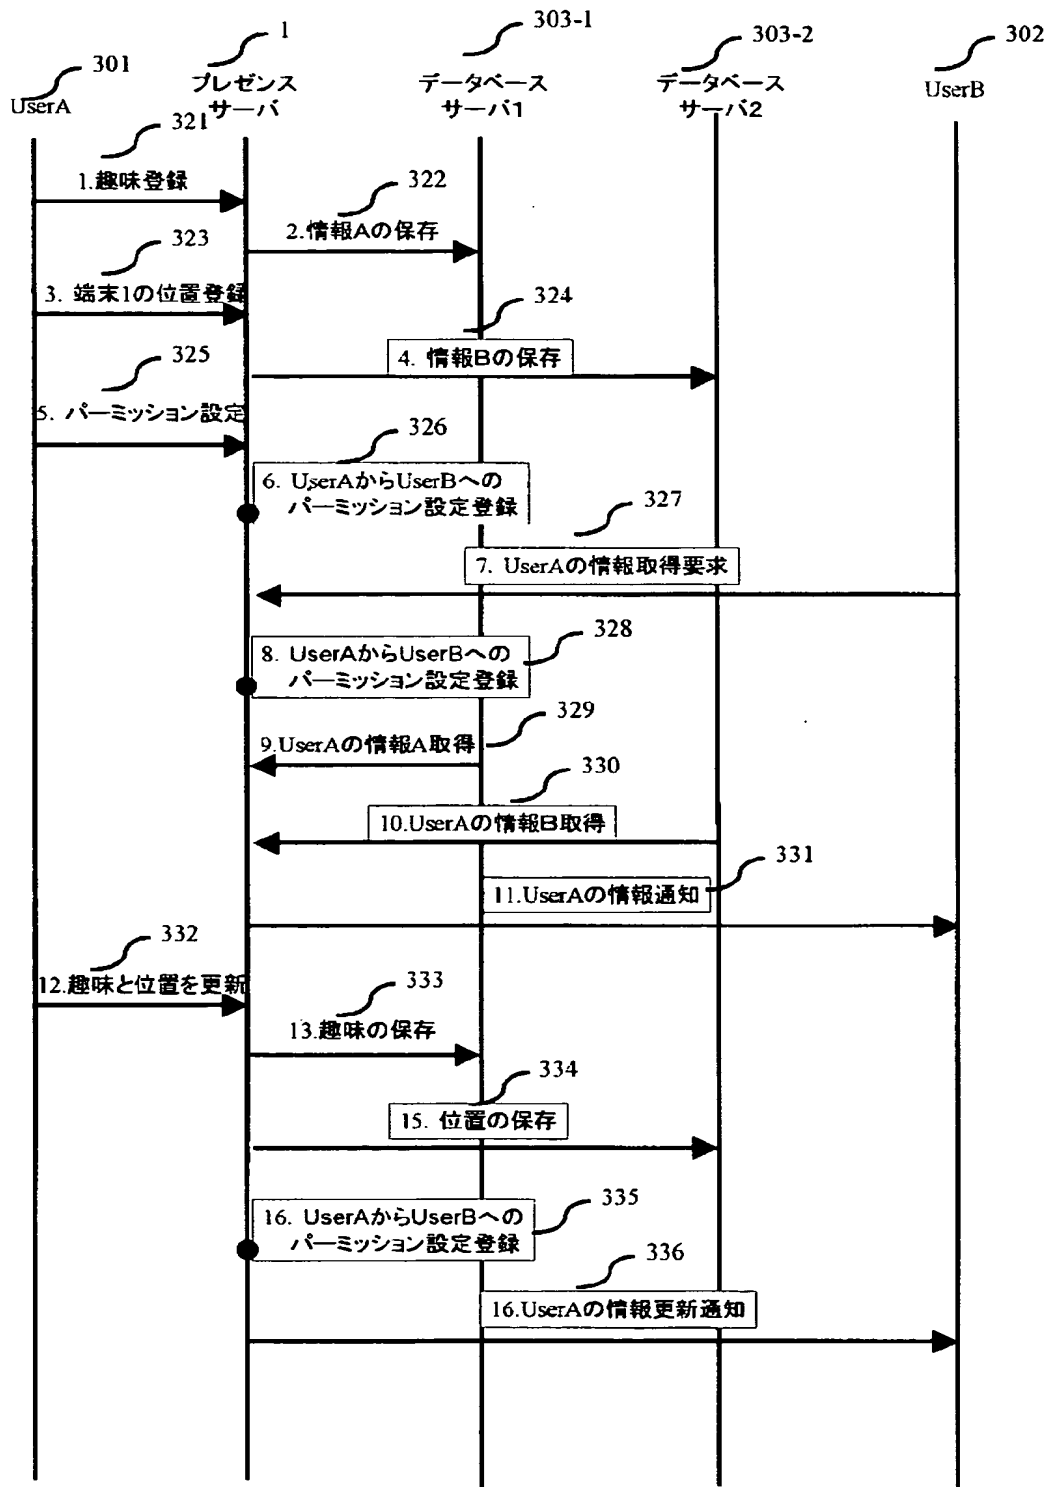 303-1
1
303-2
302
301
プレゼンス
サーバ
データベース
サーバ1
データベース
サーバ2
UserB
UserA
321
1.趣味登録
322
2.情報Aの保存
323
3. 端末1の位置登録
324
4. 情報Bの保存
325
5. パーミッション設定
326
6. UserAからUserBへの
パーミッション設定登録
327
7. UserAの情報取得要求
328
8. UserAからUserBへの
パーミッション設定登録
329
9.UserAの情報A取得
330
10.UserAの情報B取得
331
11.UserAの情報通知
332
12.趣味と位置を更新
333
13.趣味の保存
334
15. 位置の保存
335
16. UserAからUserBへの
パーミッション設定登録
336
16.UserAの情報更新通知